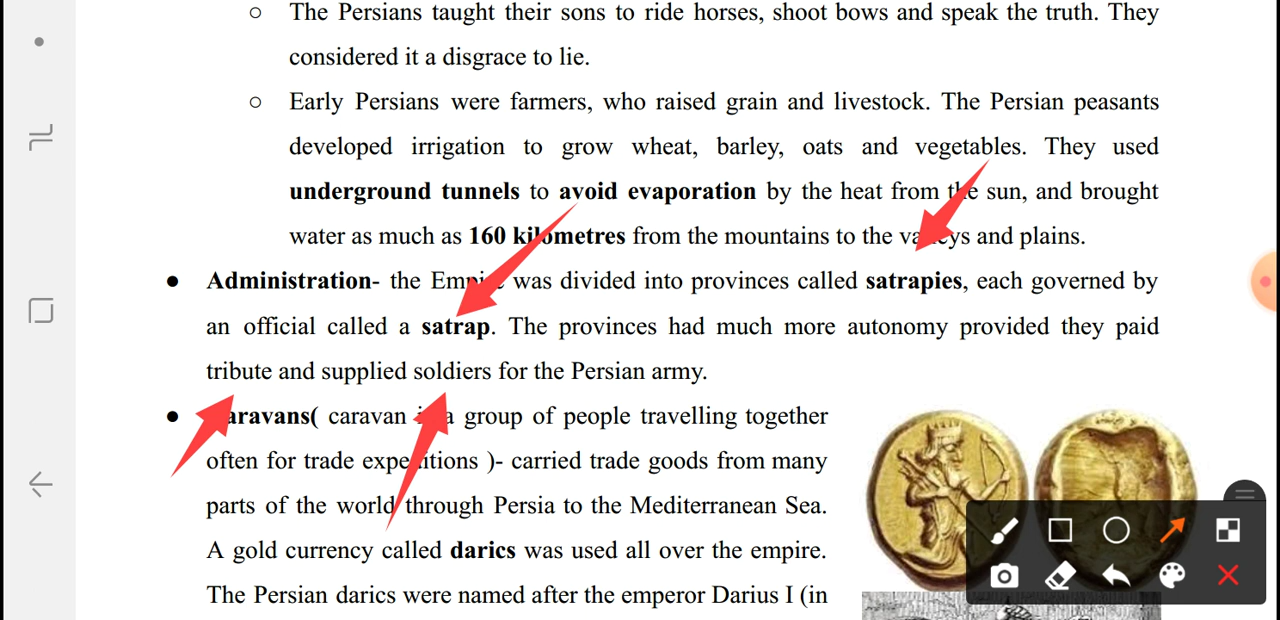 The Persians taught their sons to ride horses, shoot bows and speak the truth. They
considered it a disgrace to lie.
Early Persians were farmers, who raised grain and livestock. The Persian peasants
developed irrigation to grow wheat, barley, oats and vegetables. They used
underground tunnels to avoid evaporation by the heat from the sun, and brought
water as much as 160 kilometres from the mountains to the valleys and plains.
Administration- the Empire was divided into provinces called satrapies, each governed by
an official called a satrap. The provinces had much more autonomy provided they paid
tribute and supplied soldiers for the Persian army.
Caravans( caravan is a group of people travelling together
often for trade expeditions )- carried trade goods from many
parts of the world through Persia to the Mediterranean Sea.
A gold currency called darics was used all over the empire.
The Persian darics were named after the emperor Darius I (in